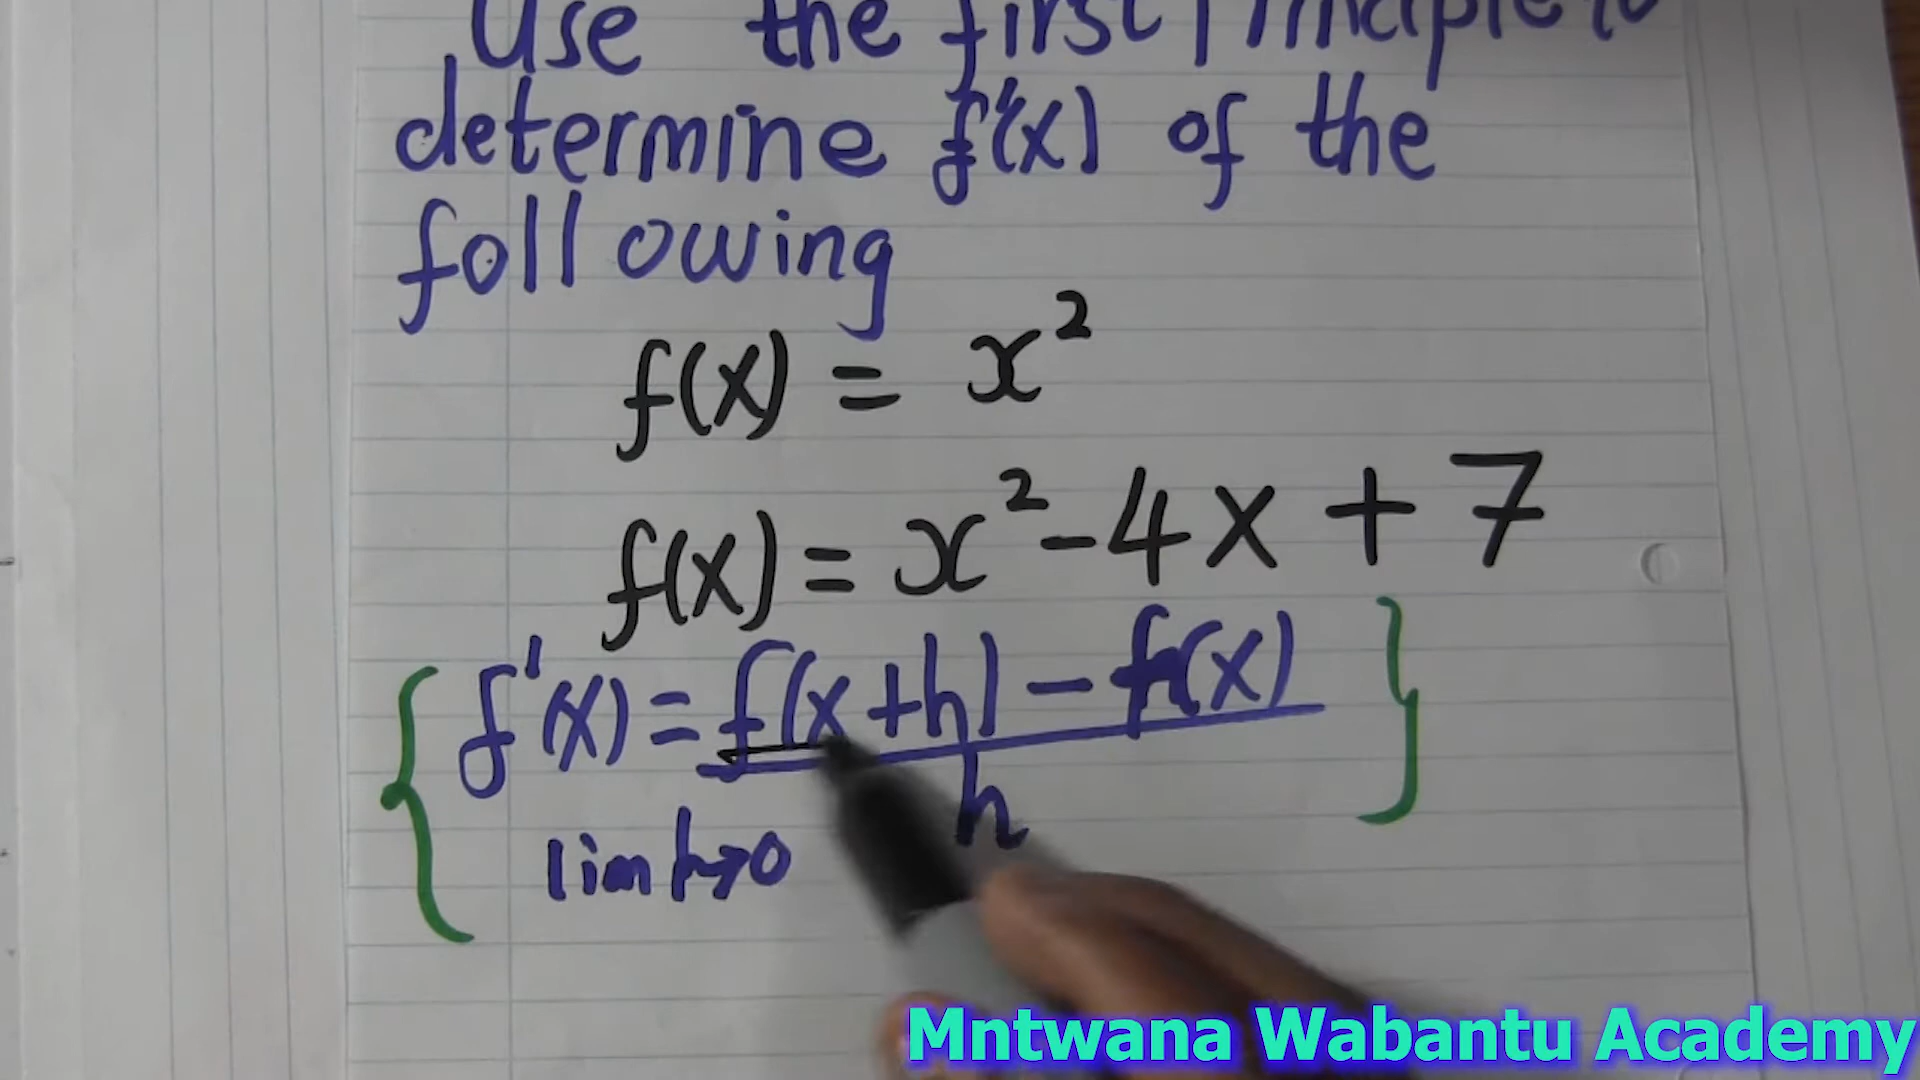 Use the first principle to
determine f'(x) of the
following
f(x) = x²
f(x) = x² - 4x + 7
f'(x) = f(x+h) - f(x)
h
lim h→0
Mntwana Wabantu Academy